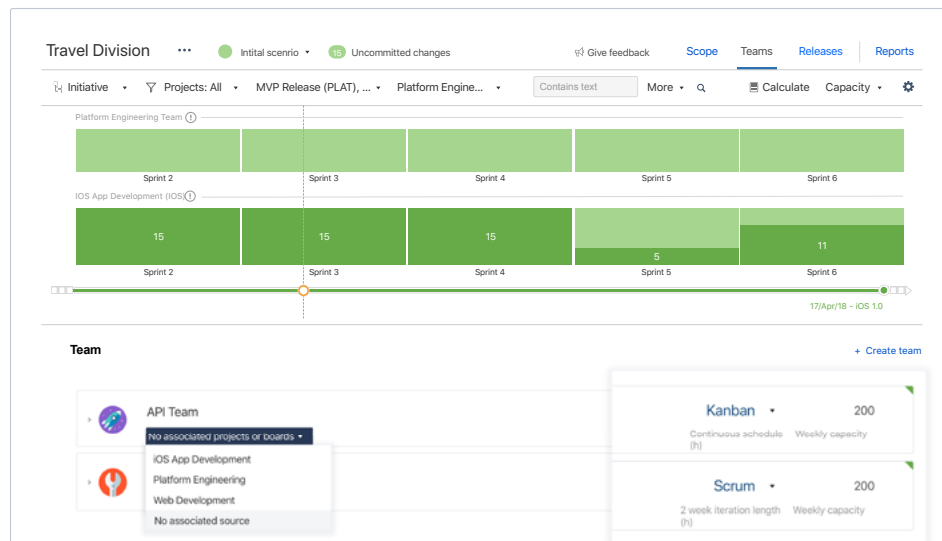 Travel Division ••• Intital scenrio 15 Uncommitted changes Give feedback Scope Teams Releases Reports
Initiative Projects: All MVP Release (PLAT), ... Platform Engine... Contains text More Calculate Capacity
Platform Engineering Team
Sprint 2 Sprint 3 Sprint 4 Sprint 5 Sprint 6
IOS App Development (IOS)
15 15 15 5 11
Sprint 2 Sprint 3 Sprint 4 Sprint 5 Sprint 6
17/Apr/18 - iOS 1.0
Team + Create team
API Team Kanban 200
No associated projects or boards Continuous schedule (h) Weekly capacity
iOS App Development
Platform Engineering
Web Development
No associated source
Scrum 200
2 week iteration length (h) Weekly capacity